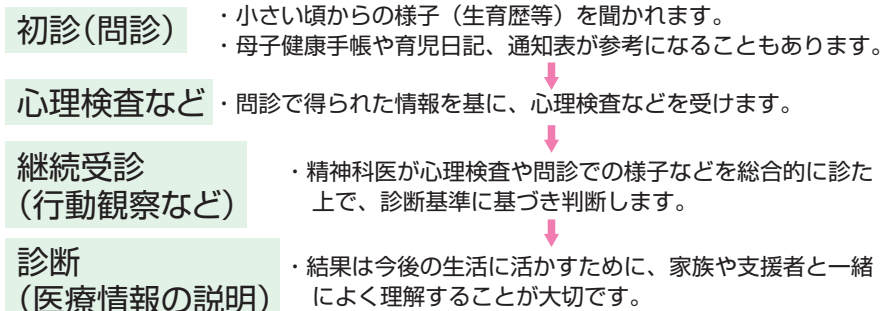 初診(問診)
・小さい頃からの様子（生育歴等）を聞かれます。
・母子健康手帳や育児日記、通知表が参考になることもあります。
心理検査など
・問診で得られた情報を基に、心理検査などを受けます。
継続受診
(行動観察など)
・精神科医が心理検査や問診での様子などを総合的に診た
上で、診断基準に基づき判断します。
診断
(医療情報の説明)
・結果は今後の生活に活かすために、家族や支援者と一緒
によく理解することが大切です。